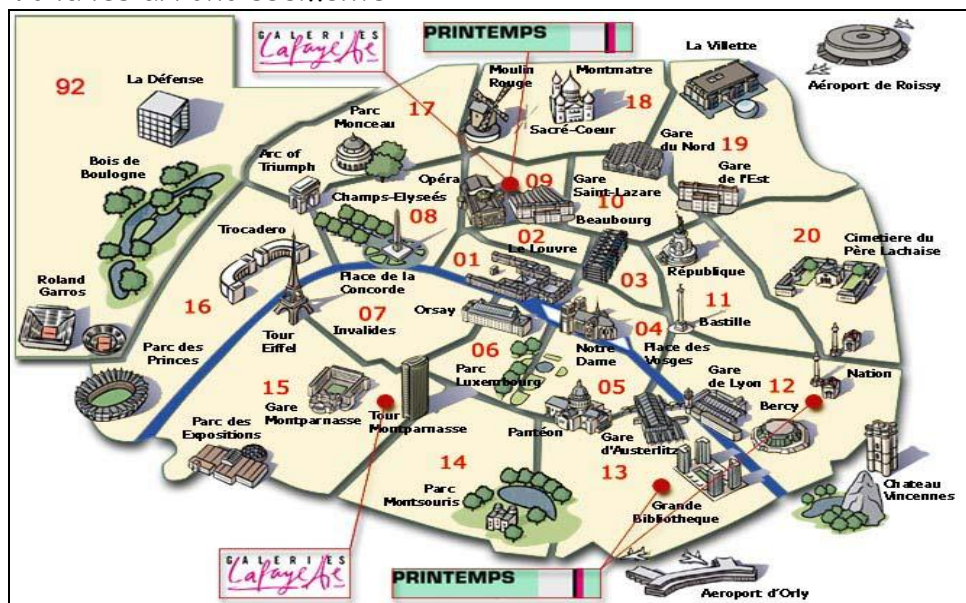 GALERIES
Lafayette
PRINTEMPS
La Villette
Aéroport de Roissy
92
La Défense
17
Moulin
Rouge
Montmatre
18
Sacré-Coeur
Parc
Monceau
Gare
du Nord
19
Bois de
Boulogne
Arc of
Triumph
Opéra
09
Gare
Saint-Lazare
10
Gare
de l'Est
Champs-Elyseés
08
Beaubourg
02
20
Cimetiere du
Père Lachaise
Trocadero
01
Le Louvre
03
République
Place de la
Concorde
Roland
Garros
16
07
Invalides
Orsay
11
Bastille
Tour
Eiffel
04
Notre
Dame
Place des
Vosges
Parc des
Princes
06
Parc
Luxembourg
Gare
de Lyon
12
Nation
15
Gare
Montparnasse
Tour
Montparnasse
05
Bercy
Parc des
Expositions
Pantéon
Gare
d'Austerlitz
14
13
Chateau
Vincennes
Parc
Montsouris
Grande
Bibliotheque
GALERIES
Lafayette
PRINTEMPS
Aeroport d'Orly